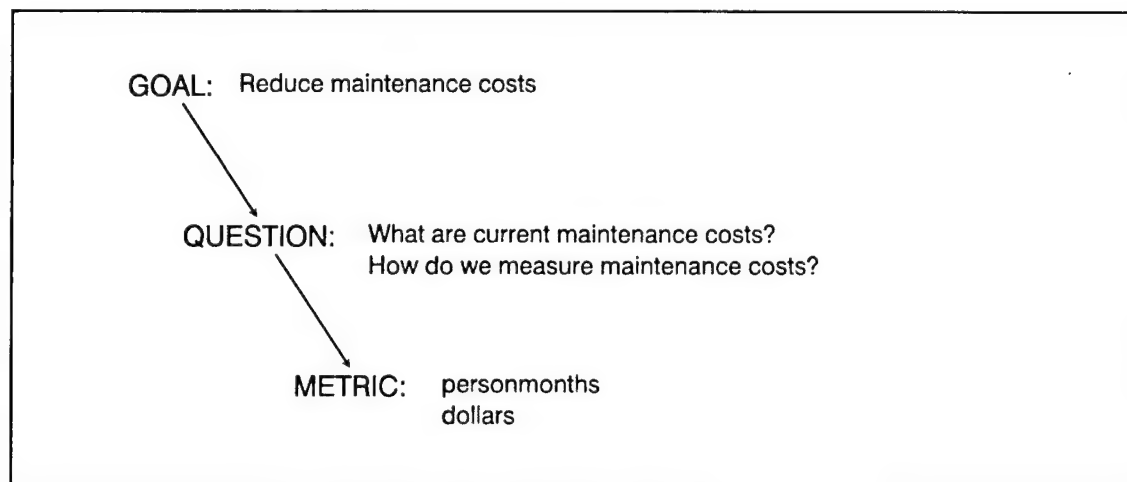 GOAL: Reduce maintenance costs
QUESTION: What are current maintenance costs?
How do we measure maintenance costs?
METRIC: personmonths
dollars